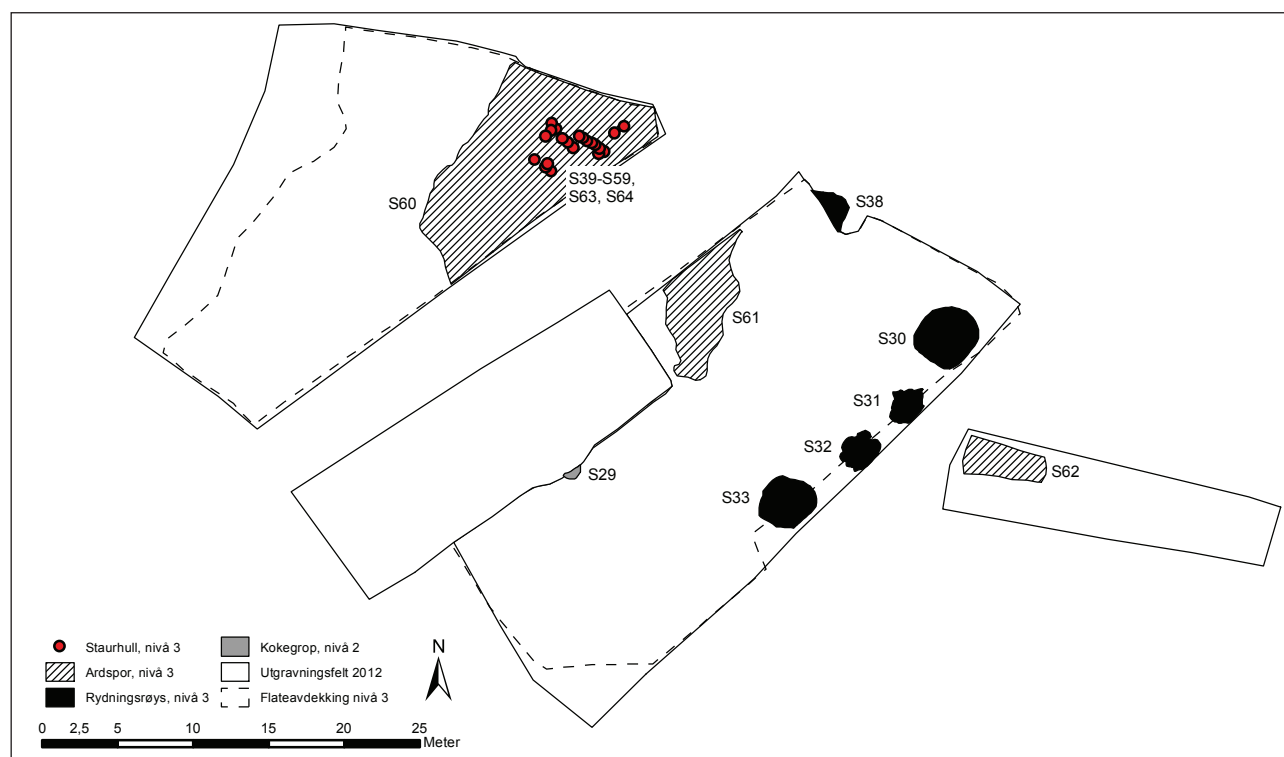 S38
S39-S59,
S63, S64
S60
S61
S30
S31
S32
S62
S29
S33
Staurhull, nivå 3
Ardspor, nivå 3
Rydningsrøys, nivå 3
Kokegrop, nivå 2
Utgravningsfelt 2012
Flateavdekking nivå 3
N
0 2,5 5 10 15 20 25
Meter